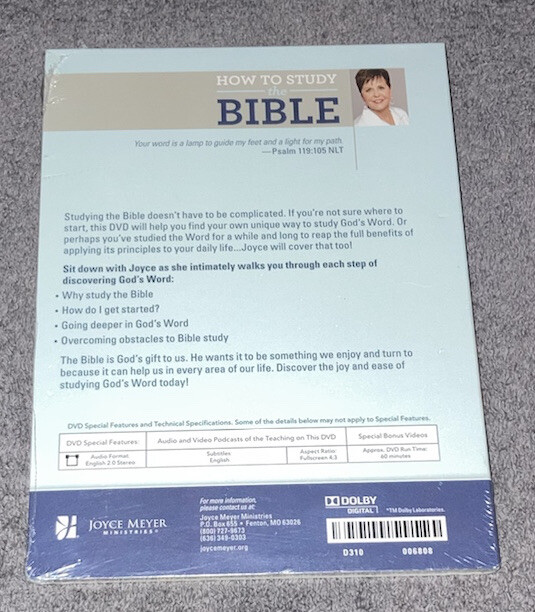 HOW TO STUDY
the
BIBLE
Your word is a lamp to guide my feet and a light for my path.
—Psalm 119:105 NLT
Studying the Bible doesn't have to be complicated. If you're not sure where to
start, this DVD will help you find your own unique way to study God's Word. Or
perhaps you've studied the Word for a while and long to reap the full benefits of
applying its principles to your daily life...Joyce will cover that too!
Sit down with Joyce as she intimately walks you through each step of
discovering God's Word:
• Why study the Bible
• How do I get started?
• Going deeper in God's Word
• Overcoming obstacles to Bible study
The Bible is God's gift to us. He wants it to be something we enjoy and turn to
because it can help us in every area of our life. Discover the joy and ease of
studying God's Word today!
DVD Special Features and Technical Specifications. Some of the details below may not apply to Special Features.
DVD Special Features Audio and Video Podcasts of the Teaching on This DVD Special Bonus Videos
Audio Format
English 2.0 Stereo
Subtitles
English
Aspect Ratio:
Fullscreen 4:3
Approx. DVD Run Time:
60 minutes
JOYCE MEYER
MINISTRIES®
For more information,
please contact us at:
Joyce Meyer Ministries
P.O. Box 655 • Fenton, MO 63026
(800) 727-9673
(636) 349-0303
joycemeyer.org
DOLBY
DIGITAL
*TM Dolby Laboratories.
D310 006808